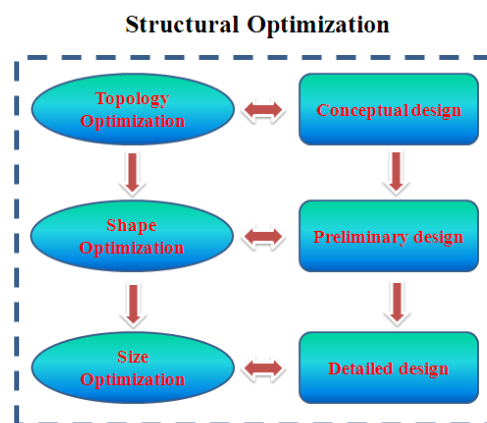 Structural Optimization
Topology
Optimization
Conceptual design
Shape
Optimization
Preliminary design
Size
Optimization
Detailed design